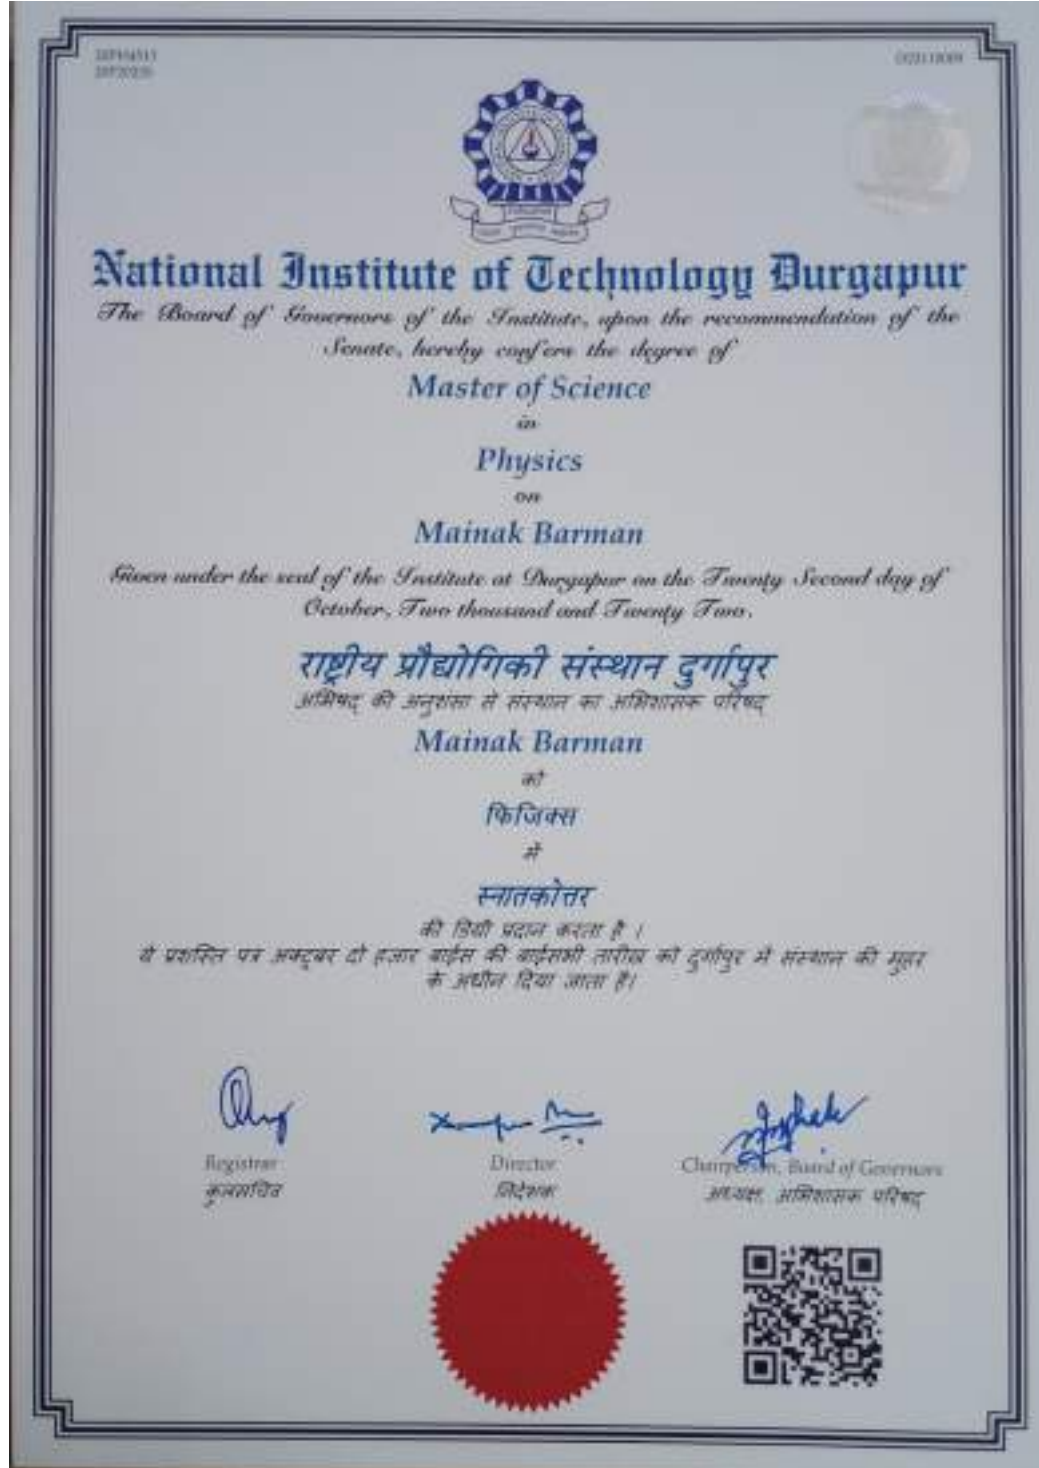 National Institute of Technology Durgapur
The Board of Governors of the Institute, upon the recommendation of the
Senate, hereby confers the degree of
Master of Science
in
Physics
on
Mainak Barman
Given under the seal of the Institute at Durgapur on the Twenty Second day of
October, Two thousand and Twenty Two.
राष्ट्रीय प्रौद्योगिकी संस्थान दुर्गापुर
अभिषद् की अनुशंसा से संस्थान का अभिशासक परिषद्
Mainak Barman
को
फिजिक्स
में
स्नातकोत्तर
की डिग्री प्रदान करता है ।
ये प्रशस्ति पत्र अक्टूबर दो हजार बाईस की बाईसभी तारीख को दुर्गापुर में संस्थान की मुहर
के अधीन दिया जाता है।
Registrar
कुलसचिव
Director
निदेशक
Chairperson, Board of Governors
अध्यक्ष, अभिशासक परिषद्